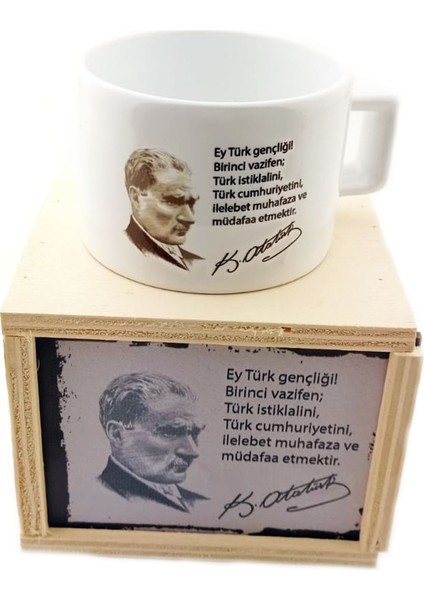 Ey Türk gençliği!
Birinci vazifen;
Türk istiklalini,
Türk cumhuriyetini,
ilelebet muhafaza ve
müdafaa etmektir.
K. Atatürk
Ey Türk gençliği!
Birinci vazifen;
Türk istiklalini,
Türk cumhuriyetini,
ilelebet muhafaza ve
müdafaa etmektir.
K. Atatürk